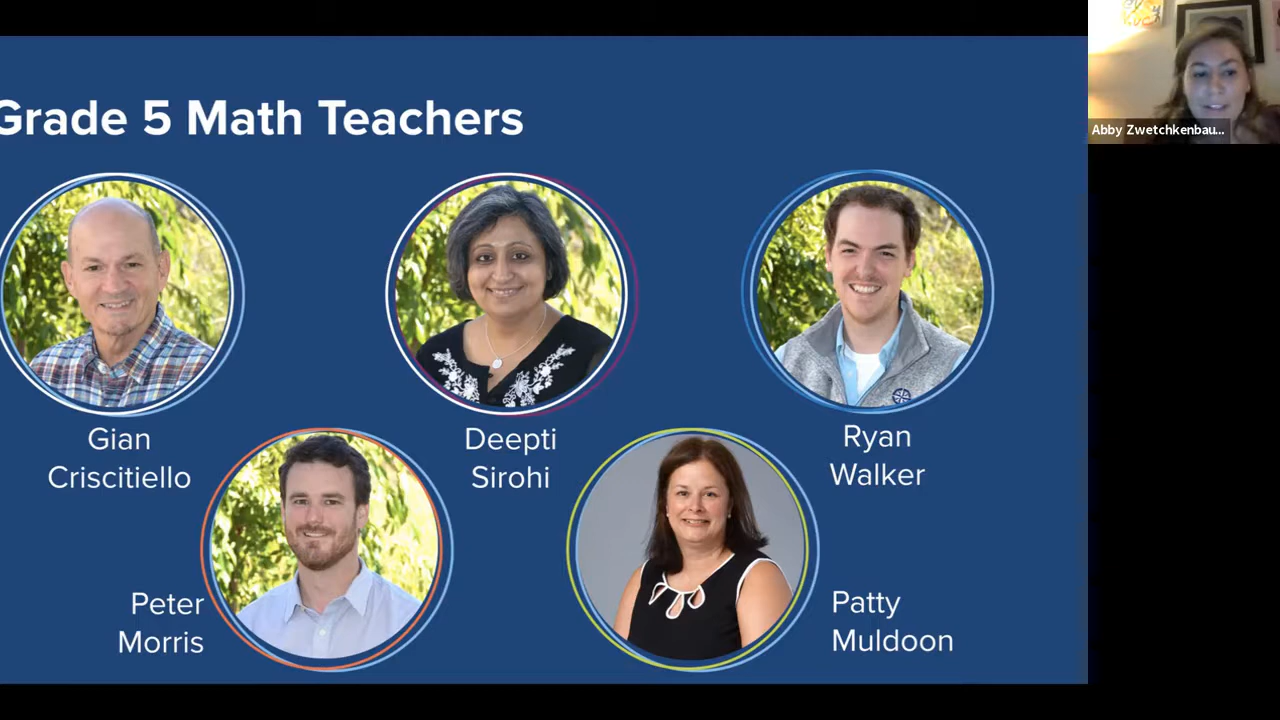 Grade 5 Math Teachers
Abby Zwetchkenbau...
Gian
Criscitiello
Deepti
Sirohi
Ryan
Walker
Peter
Morris
Patty
Muldoon